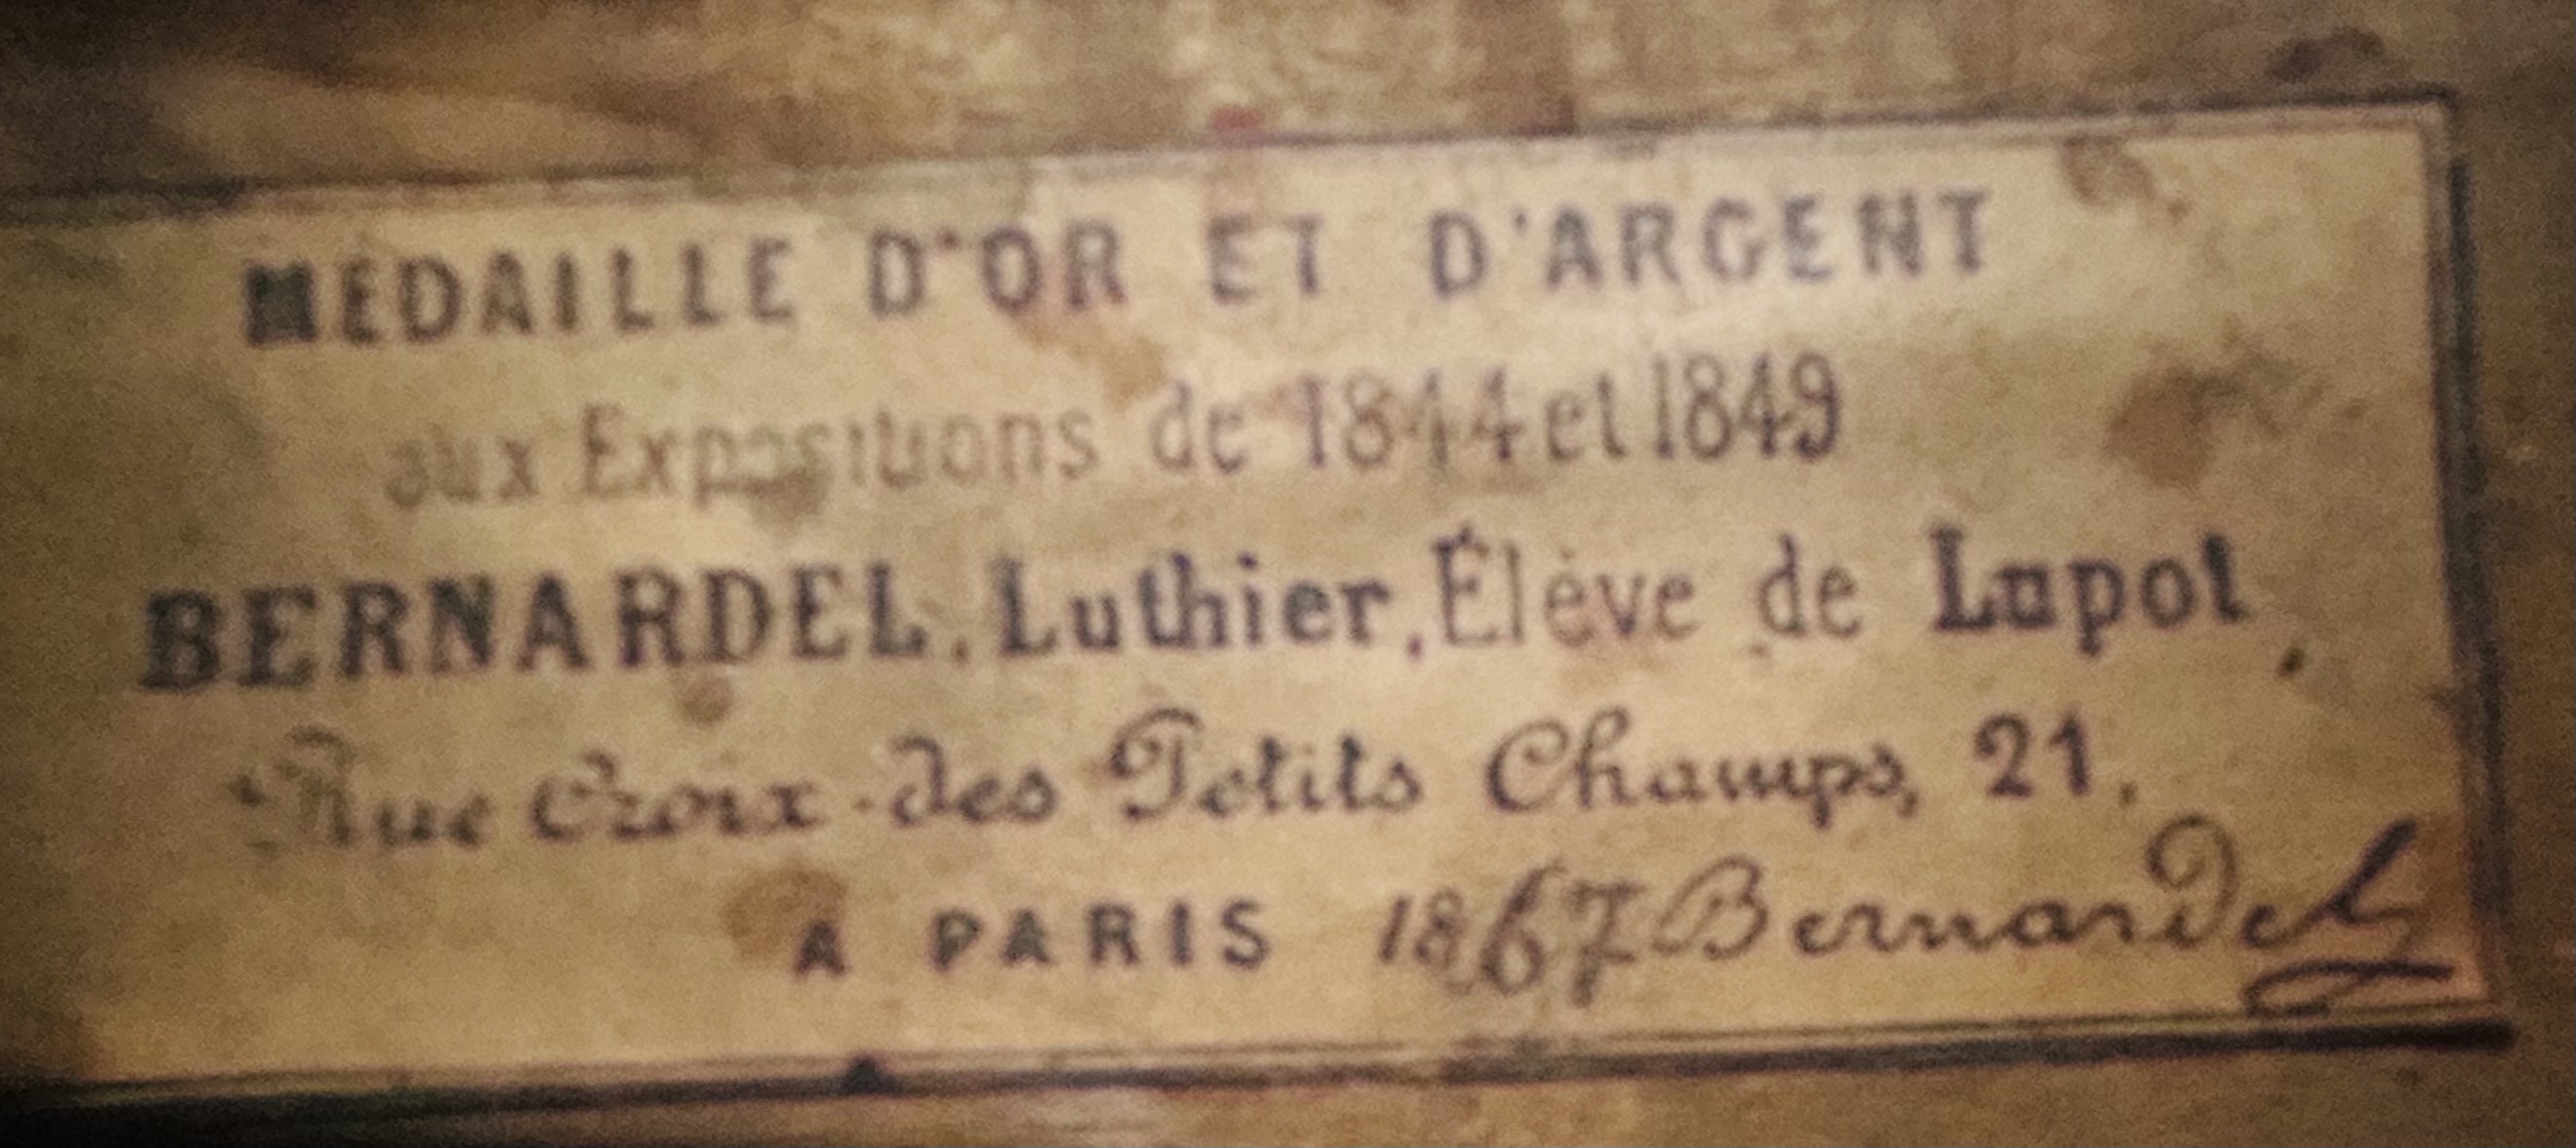 MÉDAILLE D'OR ET D'ARGENT
aux Expositions de 1844 et 1849
BERNARDEL, Luthier, Élève de Lupot,
Rue Croix-des Petits Champs, 21,
A PARIS 1867 Bernardel